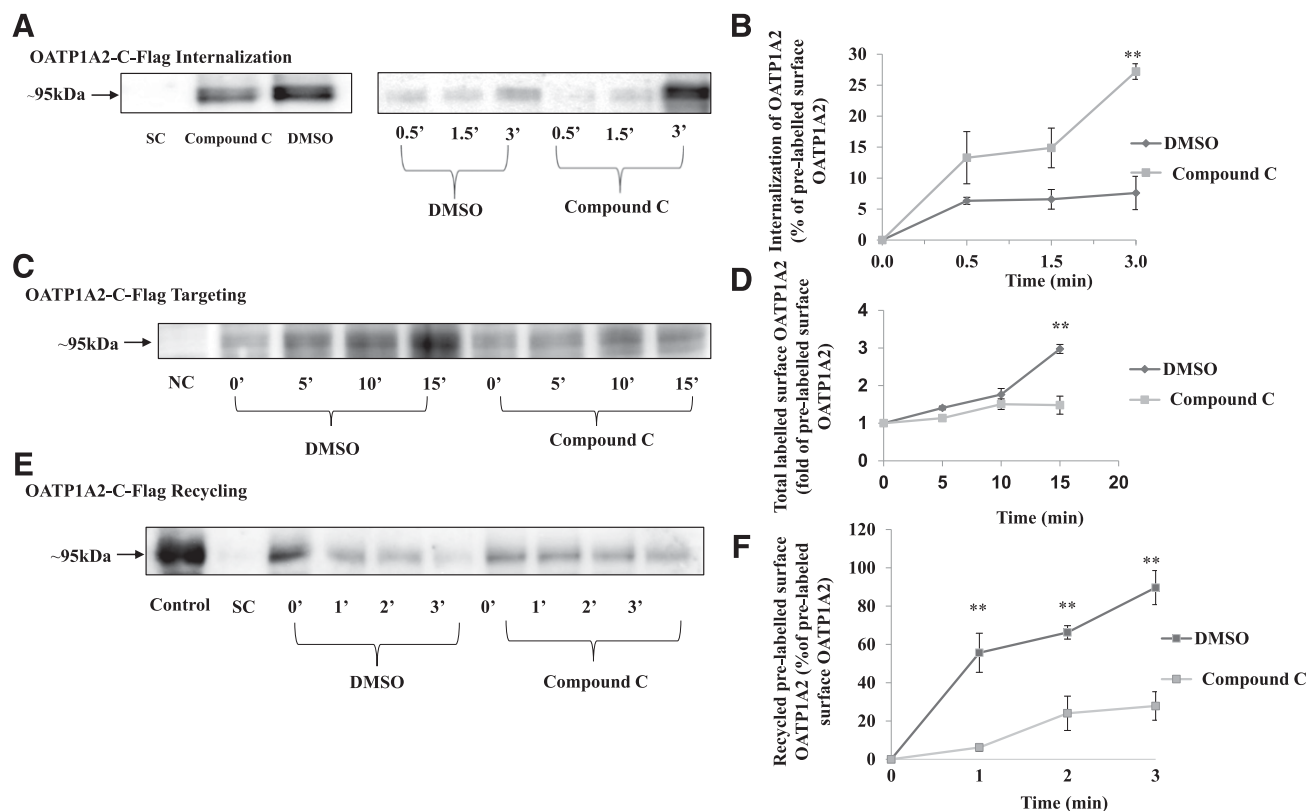 A
OATP1A2-C-Flag Internalization
~95kDa
SC Compound C DMSO
0.5’ 1.5’ 3’ 0.5’ 1.5’ 3’
DMSO Compound C
B
Internalization of OATP1A2
(% of pre-labelled surface
OATP1A2)
30
25
20
15
10
5
0
**
DMSO
Compound C
0.0 0.5 1.5 3.0
Time (min)
C
OATP1A2-C-Flag Targeting
~95kDa
NC 0’ 5’ 10’ 15’ 0’ 5’ 10’ 15’
DMSO Compound C
D
Total labelled surface OATP1A2
(fold of pre-labelled surface
OATP1A2)
4
3
2
1
0
**
DMSO
Compound C
0 5 10 15 20
Time (min)
E
OATP1A2-C-Flag Recycling
~95kDa
Control SC 0’ 1’ 2’ 3’ 0’ 1’ 2’ 3’
DMSO Compound C
F
Recycled pre-labelled surface
OATP1A2 (%of pre-labeled
surface OATP1A2)
120
100
80
60
40
20
0
** ** **
DMSO
Compound C
0 1 2 3
Time (min)